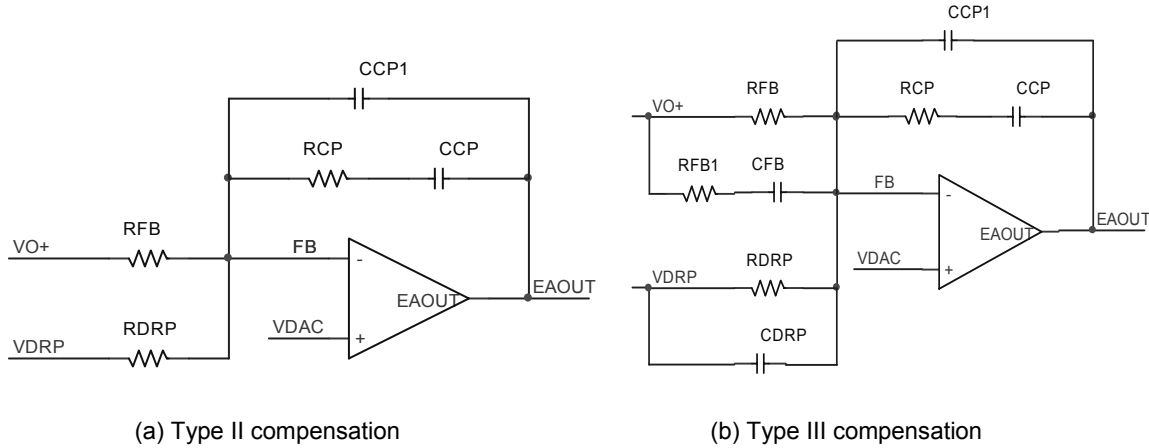 CCP1
RCP CCP
RFB
VO+
FB
-
EAOUT
EAOUT
RDRP
VDAC
+
VDRP
(a) Type II compensation
CCP1
RFB
RCP
CCP
VO+
RFB1
CFB
FB
-
EAOUT
EAOUT
RDRP
VDAC
+
VDRP
CDRP
(b) Type III compensation